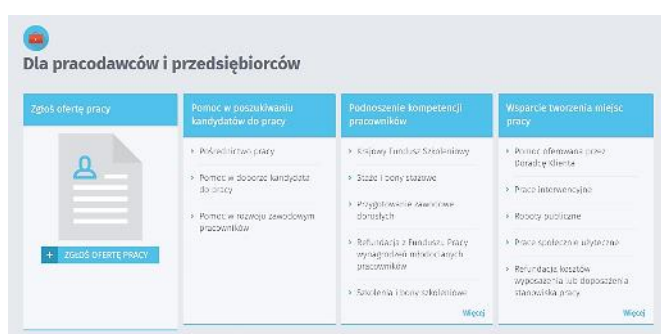 Dla pracodawców i przedsiębiorców
Zgłoś ofertę pracy
+ ZGŁOŚ OFERTĘ PRACY
Pomoc w poszukiwaniu
kandydatów do pracy
Pośrednictwo pracy
Pomoc w doborze kandydata
do pracy
Pomoc w rozwoju zawodowym
pracowników
Podnoszenie kompetencji
pracowników
Krajowy Fundusz Szkoleniowy
Staże i bony stażowe
Przygotowanie zawodowe
dorosłych
Refundacja z Funduszu Pracy
wynagrodzeń młodocianych
pracowników
Szkolenia i bony szkoleniowe
Więcej
Wsparcie tworzenia miejsc
pracy
Pomoc oferowana przez
Doradcę Klienta
Prace interwencyjne
Roboty publiczne
Prace społecznie użyteczne
Refundacja kosztów
wyposażenia lub doposażenia
stanowiska pracy
Więcej